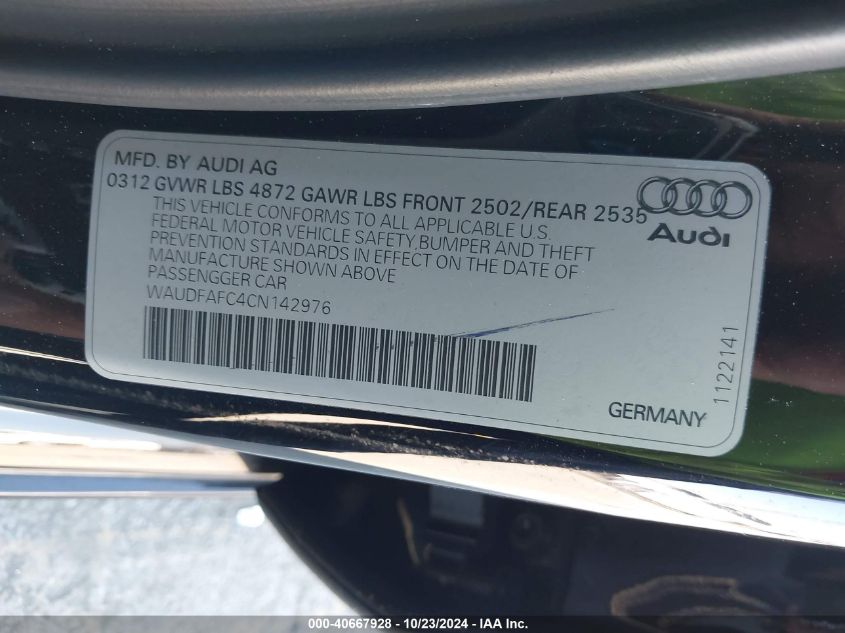 MFD. BY AUDI AG
0312 GVWR LBS 4872 GAWR LBS FRONT 2502/REAR 2535
THIS VEHICLE CONFORMS TO ALL APPLICABLE U.S.
FEDERAL MOTOR VEHICLE SAFETY,BUMPER AND THEFT
PREVENTION STANDARDS IN EFFECT ON THE DATE OF
MANUFACTURE SHOWN ABOVE
PASSENGGER CAR
WAUDFAFC4CN142976
Audi
1122141
GERMANY
000-40667928 - 10/23/2024 - IAA Inc.